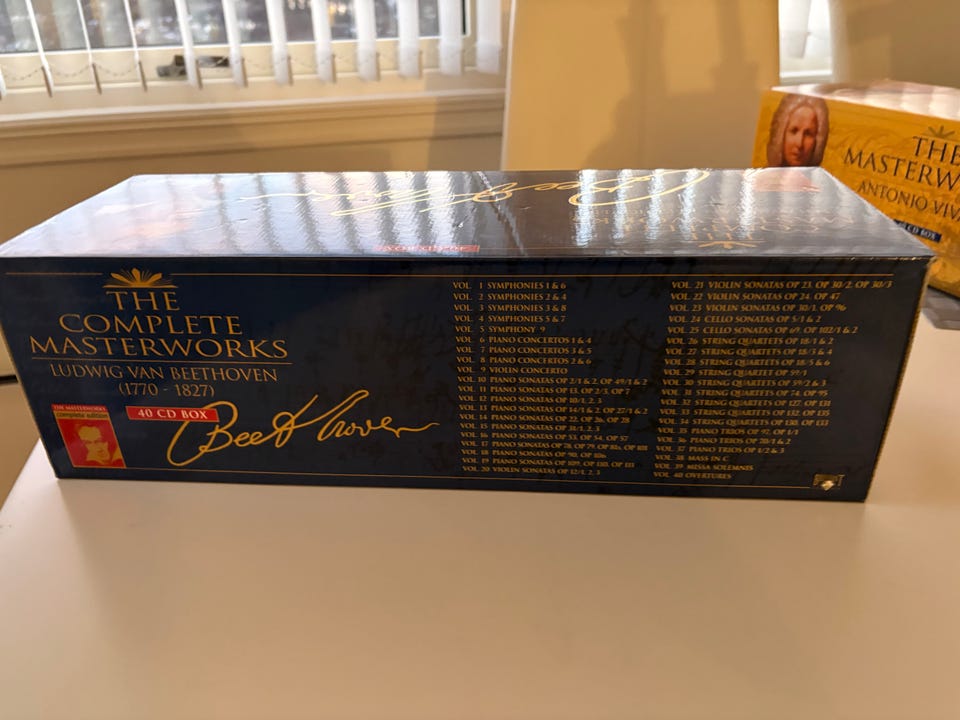 THE
COMPLETE
MASTERWORKS
LUDWIG VAN BEETHOVEN
(1770 - 1827)
THE MASTERWORKS
complete edition
40 CD BOX
Beethoven
VOL. 1 SYMPHONIES 1 & 6
VOL. 2 SYMPHONIES 2 & 4
VOL. 3 SYMPHONIES 3 & 8
VOL. 4 SYMPHONIES 5 & 7
VOL. 5 SYMPHONY 9
VOL. 6 PIANO CONCERTOS 1 & 4
VOL. 7 PIANO CONCERTOS 3 & 5
VOL. 8 PIANO CONCERTOS 2 & 6
VOL. 9 VIOLIN CONCERTO
VOL. 10 PIANO SONATAS OP 2/1 & 2, OP 49/1 & 2
VOL. 11 PIANO SONATAS OP 13, OP 2/3, OP 7
VOL. 12 PIANO SONATAS OP 10/1, 2, 3
VOL. 13 PIANO SONATAS OP 14/1 & 2, OP 27/1 & 2
VOL. 14 PIANO SONATAS OP 22, OP 26, OP 28
VOL. 15 PIANO SONATAS OP 31/1, 2, 3
VOL. 16 PIANO SONATAS OP 53, OP 54, OP 57
VOL. 17 PIANO SONATAS OP 78, OP 79, OP 81A, OP 101
VOL. 18 PIANO SONATAS OP 90, OP 106
VOL. 19 PIANO SONATAS OP 109, OP 110, OP 111
VOL. 20 VIOLIN SONATAS OP 12/1, 2, 3
VOL. 21 VIOLIN SONATAS OP 23, OP 30/2, OP 30/3
VOL. 22 VIOLIN SONATAS OP 24, OP 47
VOL. 23 VIOLIN SONATAS OP 30/1, OP 96
VOL. 24 CELLO SONATAS OP 5/1 & 2
VOL. 25 CELLO SONATAS OP 69, OP 102/1 & 2
VOL. 26 STRING QUARTETS OP 18/1 & 2
VOL. 27 STRING QUARTETS OP 18/3 & 4
VOL. 28 STRING QUARTETS OP 18/5 & 6
VOL. 29 STRING QUARTET OP 59/1
VOL. 30 STRING QUARTETS OP 59/2 & 3
VOL. 31 STRING QUARTETS OP 74, OP 95
VOL. 32 STRING QUARTETS OP 127, OP 131
VOL. 33 STRING QUARTETS OP 132, OP 135
VOL. 34 STRING QUARTETS OP 130, OP 133
VOL. 35 PIANO TRIOS OP 97, OP 1/1
VOL. 36 PIANO TRIOS OP 70/1 & 2
VOL. 37 PIANO TRIOS OP 1/2 & 3
VOL. 38 MASS IN C
VOL. 39 MISSA SOLEMNIS
VOL. 40 OVERTURES
THE
MASTERW
ANTONIO VIVA
CD BOX